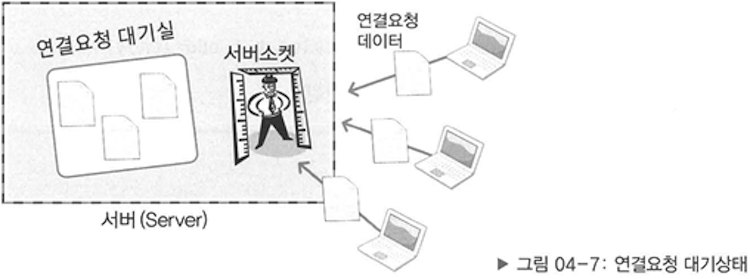 연결요청 대기실
서버소켓
연결요청
데이터
서버(Server)
▶ 그림 04-7: 연결요청 대기상태